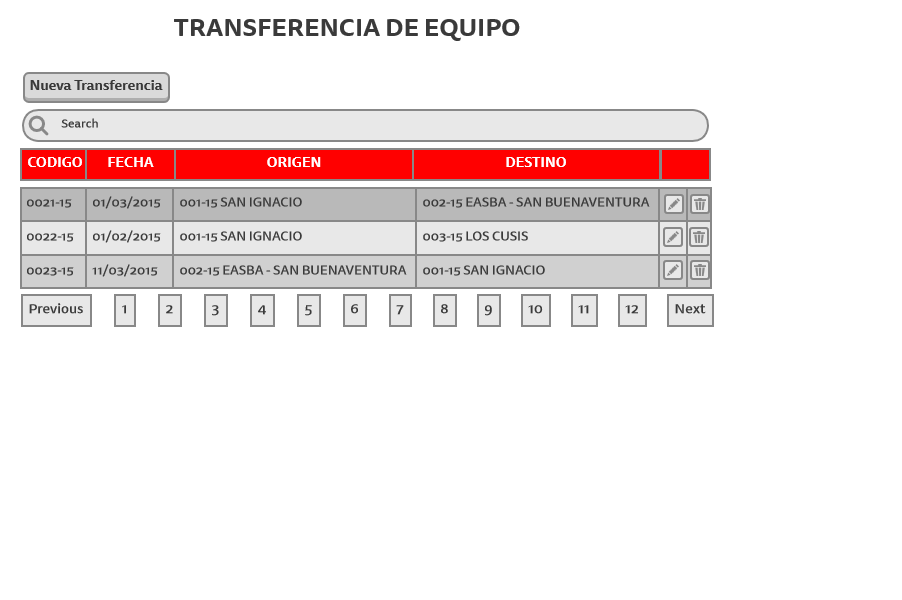 TRANSFERENCIA DE EQUIPO
Nueva Transferencia
Search
CODIGO FECHA ORIGEN DESTINO
0021-15 01/03/2015 001-15 SAN IGNACIO 002-15 EASBA - SAN BUENAVENTURA
0022-15 01/02/2015 001-15 SAN IGNACIO 003-15 LOS CUSIS
0023-15 11/03/2015 002-15 EASBA - SAN BUENAVENTURA 001-15 SAN IGNACIO
Previous 1 2 3 4 5 6 7 8 9 10 11 12 Next